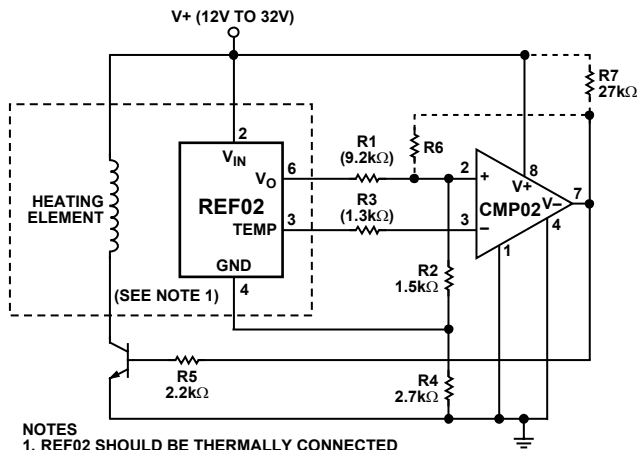 V+ (12V TO 32V)
R7
27kΩ
2
VIN
VO
6
REF02
TEMP
3
GND
4
HEATING
ELEMENT
(SEE NOTE 1)
R1
(9.2kΩ)
R6
R3
(1.3kΩ)
2
+
8
V+
CMP02
V–
7
4
3
–
1
R2
1.5kΩ
R5
2.2kΩ
R4
2.7kΩ
NOTES
1. REF02 SHOULD BE THERMALLY CONNECTED